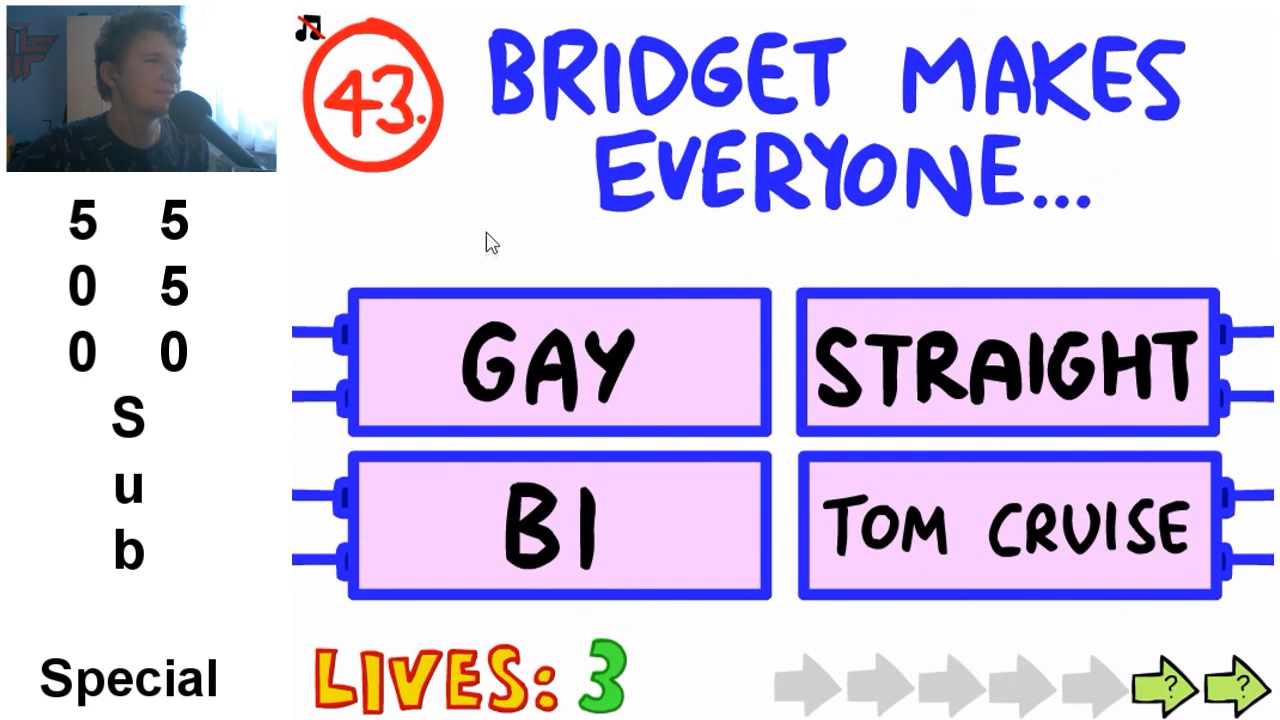 43.
BRIDGET MAKES
EVERYONE...
GAY
STRAIGHT
BI
TOM CRUISE
LIVES: 3
? ?
5 5
0 5
0 0
S
u
b
Special